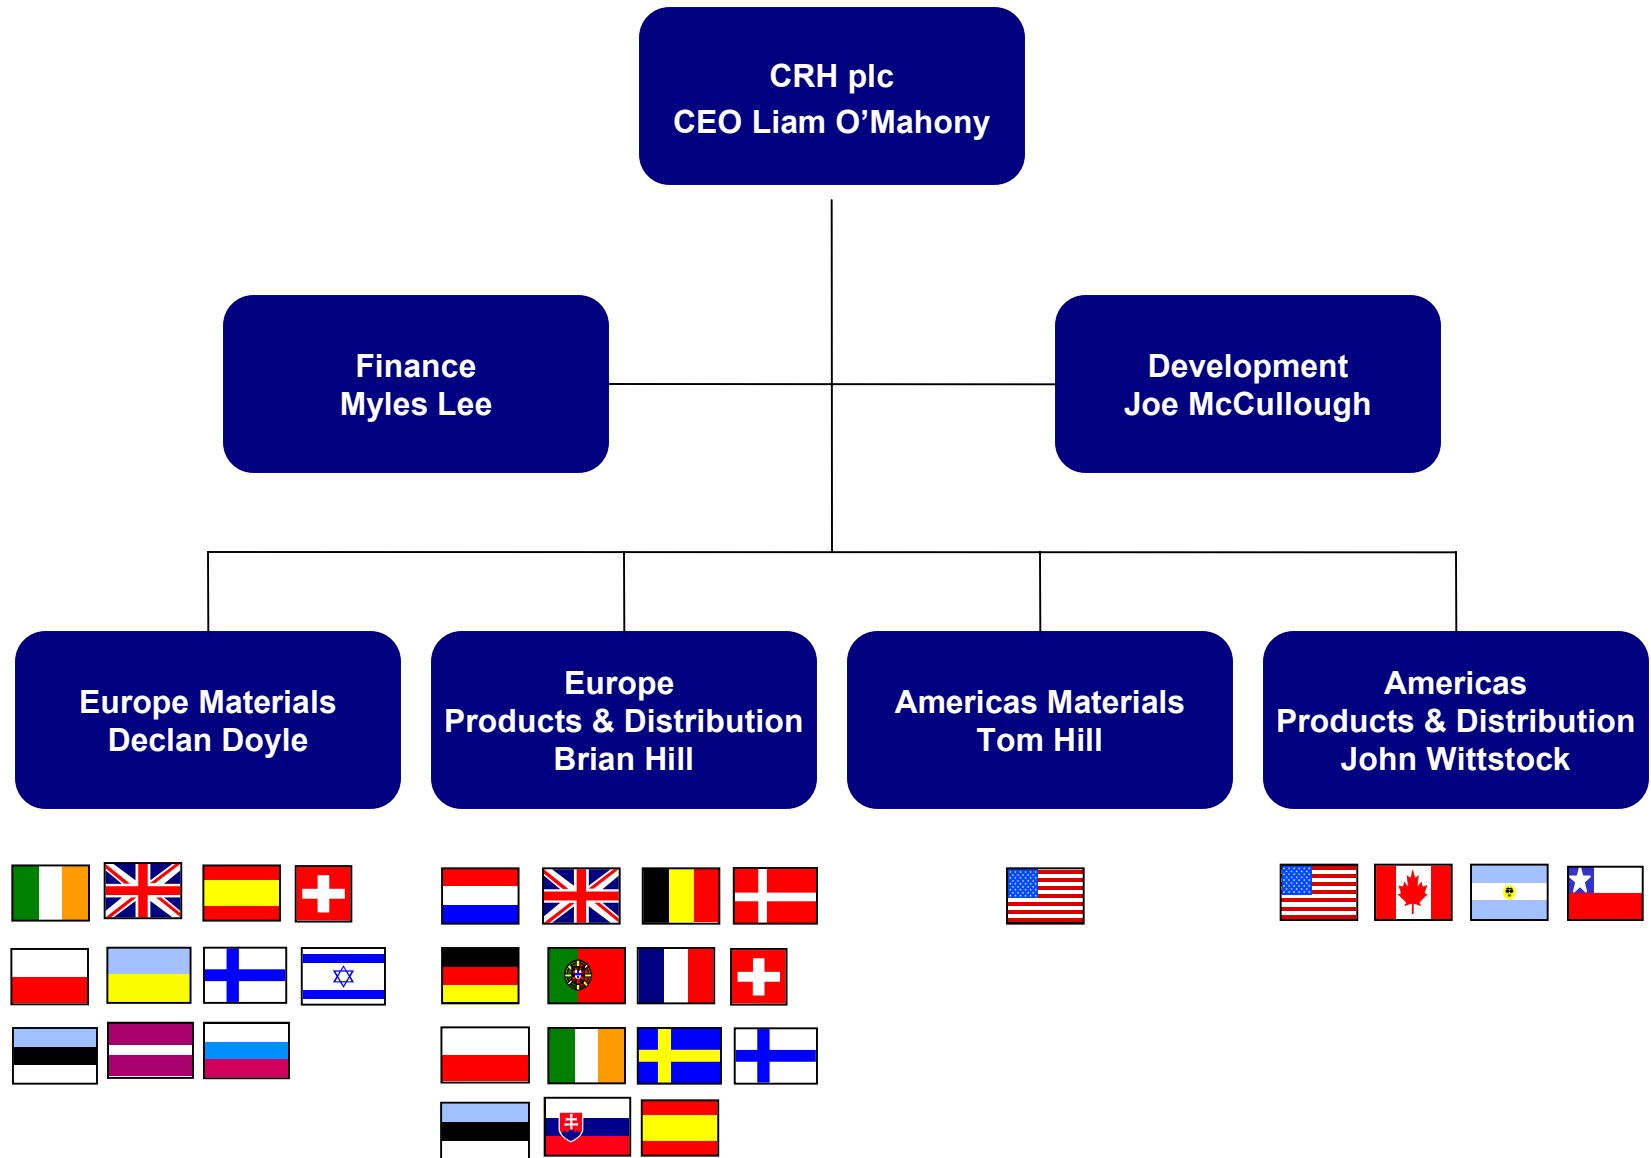 CRH plc
CEO Liam O’Mahony
Finance
Myles Lee
Development
Joe McCullough
Europe Materials
Declan Doyle
Europe
Products & Distribution
Brian Hill
Americas Materials
Tom Hill
Americas
Products & Distribution
John Wittstock